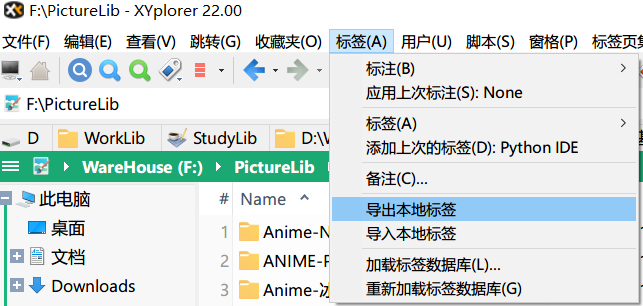 F:\PictureLib - XYplorer 22.00
文件(F) 编辑(E) 查看(V) 跳转(G) 收藏夹(O) 标签(A) 用户(U) 脚本(S) 窗格(P) 标签页集
F:\PictureLib
D WorkLib StudyLib D:\W
WareHouse (F:) PictureLib
此电脑
桌面
文档
Downloads
# Name
1 Anime-N
2 ANIME-F
3 Anime-冰
标注(B)
应用上次标注(S): None
标签(A)
添加上次的标签(D): Python IDE
备注(C)...
导出本地标签
导入本地标签
加载标签数据库(L)...
重新加载标签数据库(G)